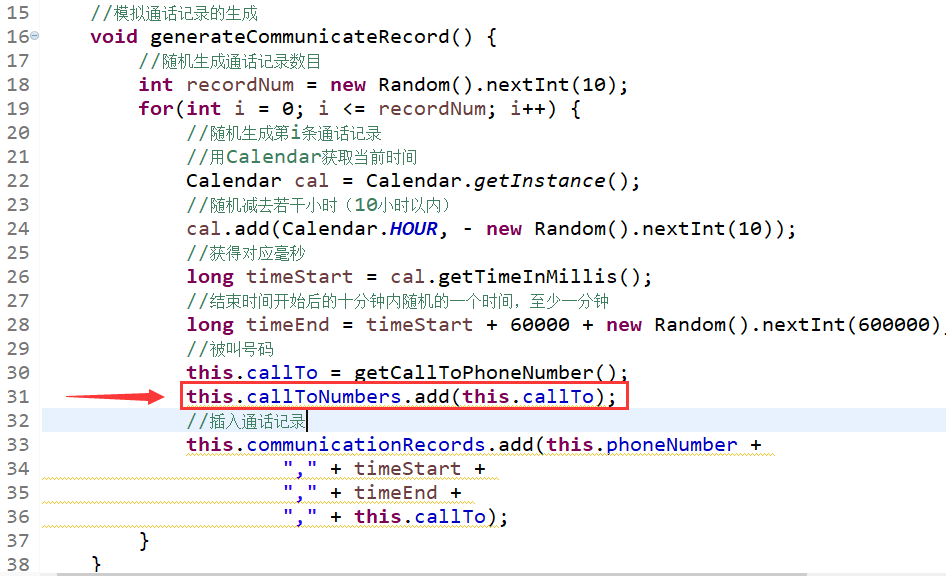 15 //模拟通话记录的生成
16 void generateCommunicateRecord() {
17 //随机生成通话记录数目
18 int recordNum = new Random().nextInt(10);
19 for(int i = 0; i <= recordNum; i++) {
20 //随机生成第i条通话记录
21 //用Calendar获取当前时间
22 Calendar cal = Calendar.getInstance();
23 //随机减去若干小时（10小时以内）
24 cal.add(Calendar.HOUR, - new Random().nextInt(10));
25 //获得对应毫秒
26 long timeStart = cal.getTimeInMillis();
27 //结束时间开始后的十分钟内随机的一个时间，至少一分钟
28 long timeEnd = timeStart + 60000 + new Random().nextInt(600000);
29 //被叫号码
30 this.callTo = getCallToPhoneNumber();
31 this.callToNumbers.add(this.callTo);
32 //插入通话记录
33 this.communicationRecords.add(this.phoneNumber +
34 "," + timeStart +
35 "," + timeEnd +
36 "," + this.callTo);
37 }
38 }